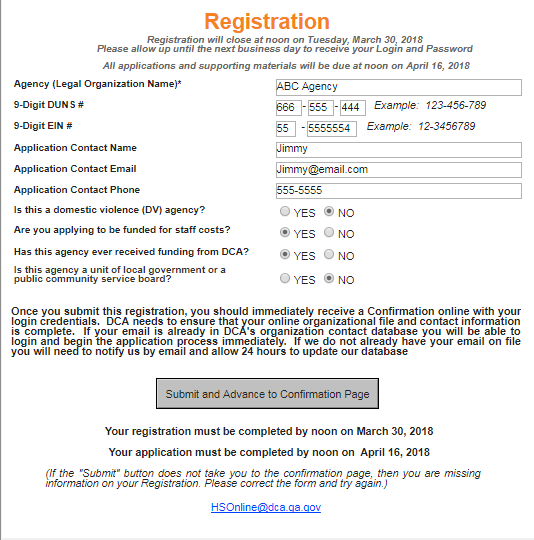 Registration
Registration will close at noon on Tuesday, March 30, 2018
Please allow up until the next business day to receive your Login and Password
All applications and supporting materials will be due at noon on April 16, 2018
Agency (Legal Organization Name)* ABC Agency
9-Digit DUNS # 666 - 555 - 444 Example: 123-456-789
9-Digit EIN # 55 - 5555554 Example: 12-3456789
Application Contact Name Jimmy
Application Contact Email Jimmy@email.com
Application Contact Phone 555-5555
Is this a domestic violence (DV) agency? YES NO
Are you applying to be funded for staff costs? YES NO
Has this agency ever received funding from DCA? YES NO
Is this agency a unit of local government or a
public community service board? YES NO
Once you submit this registration, you should immediately receive a Confirmation online with your
login credentials. DCA needs to ensure that your online organizational file and contact information
is complete. If your email is already in DCA's organization contact database you will be able to
login and begin the application process immediately. If we do not already have your email on file
you will need to notify us by email and allow 24 hours to update our database
Submit and Advance to Confirmation Page
Your registration must be completed by noon on March 30, 2018
Your application must be completed by noon on April 16, 2018
(If the "Submit" button does not take you to the confirmation page, then you are missing
information on your Registration. Please correct the form and try again.)
HSOnline@dca.ga.gov